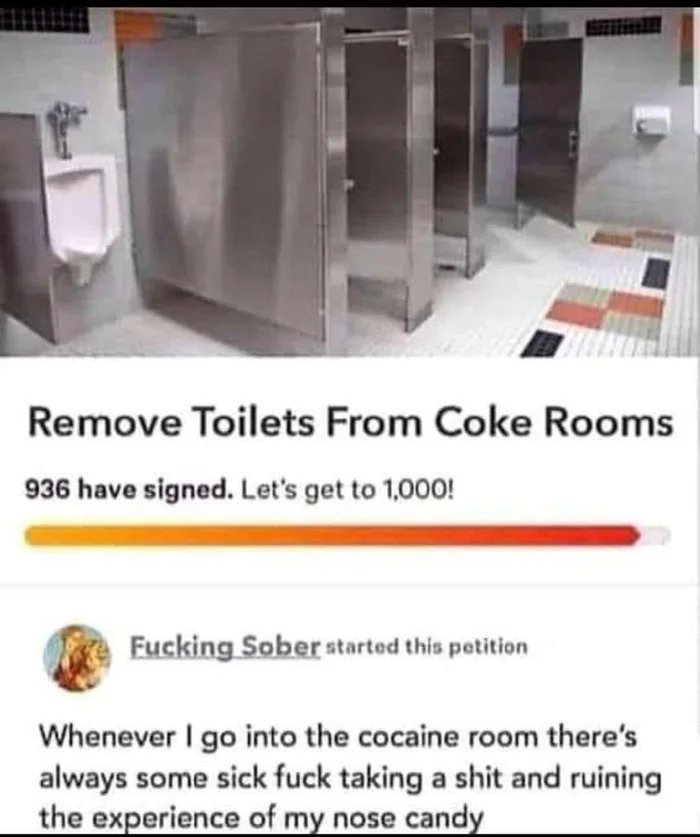 Remove Toilets From Coke Rooms
936 have signed. Let's get to 1,000!
Fucking Sober started this petition
Whenever I go into the cocaine room there's
always some sick fuck taking a shit and ruining
the experience of my nose candy